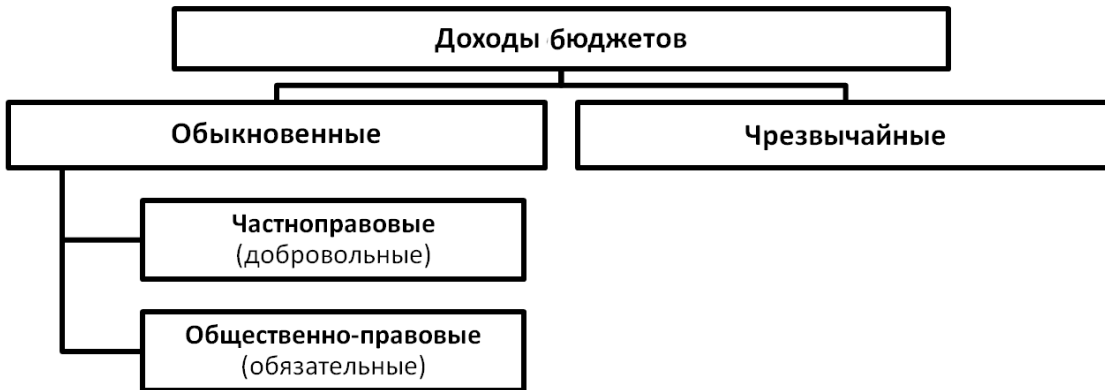 Доходы бюджетов
Обыкновенные
Чрезвычайные
Частноправовые
(добровольные)
Общественно-правовые
(обязательные)